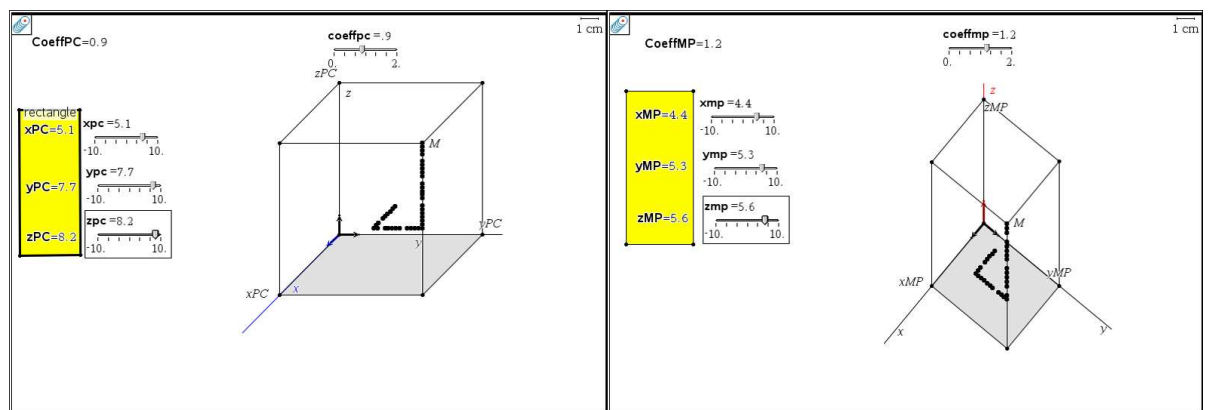 1 cm
CoeffPC=0.9
coeffpc =.9
0. 2.
zPC
z
rectangle
xPC=5.1
xpc =5.1
-10. 10.
M
yPC=7.7
ypc =7.7
-10. 10.
zPC=8.2
zpc =8.2
-10. 10.
yPC
y
xPC
x
1 cm
CoeffMP=1.2
coeffmp =1.2
0. 2.
z
zMP
xMP=4.4
xmp =4.4
-10. 10.
yMP=5.3
ymp =5.3
-10. 10.
zMP=5.6
zmp =5.6
-10. 10.
M
xMP
yMP
x
y